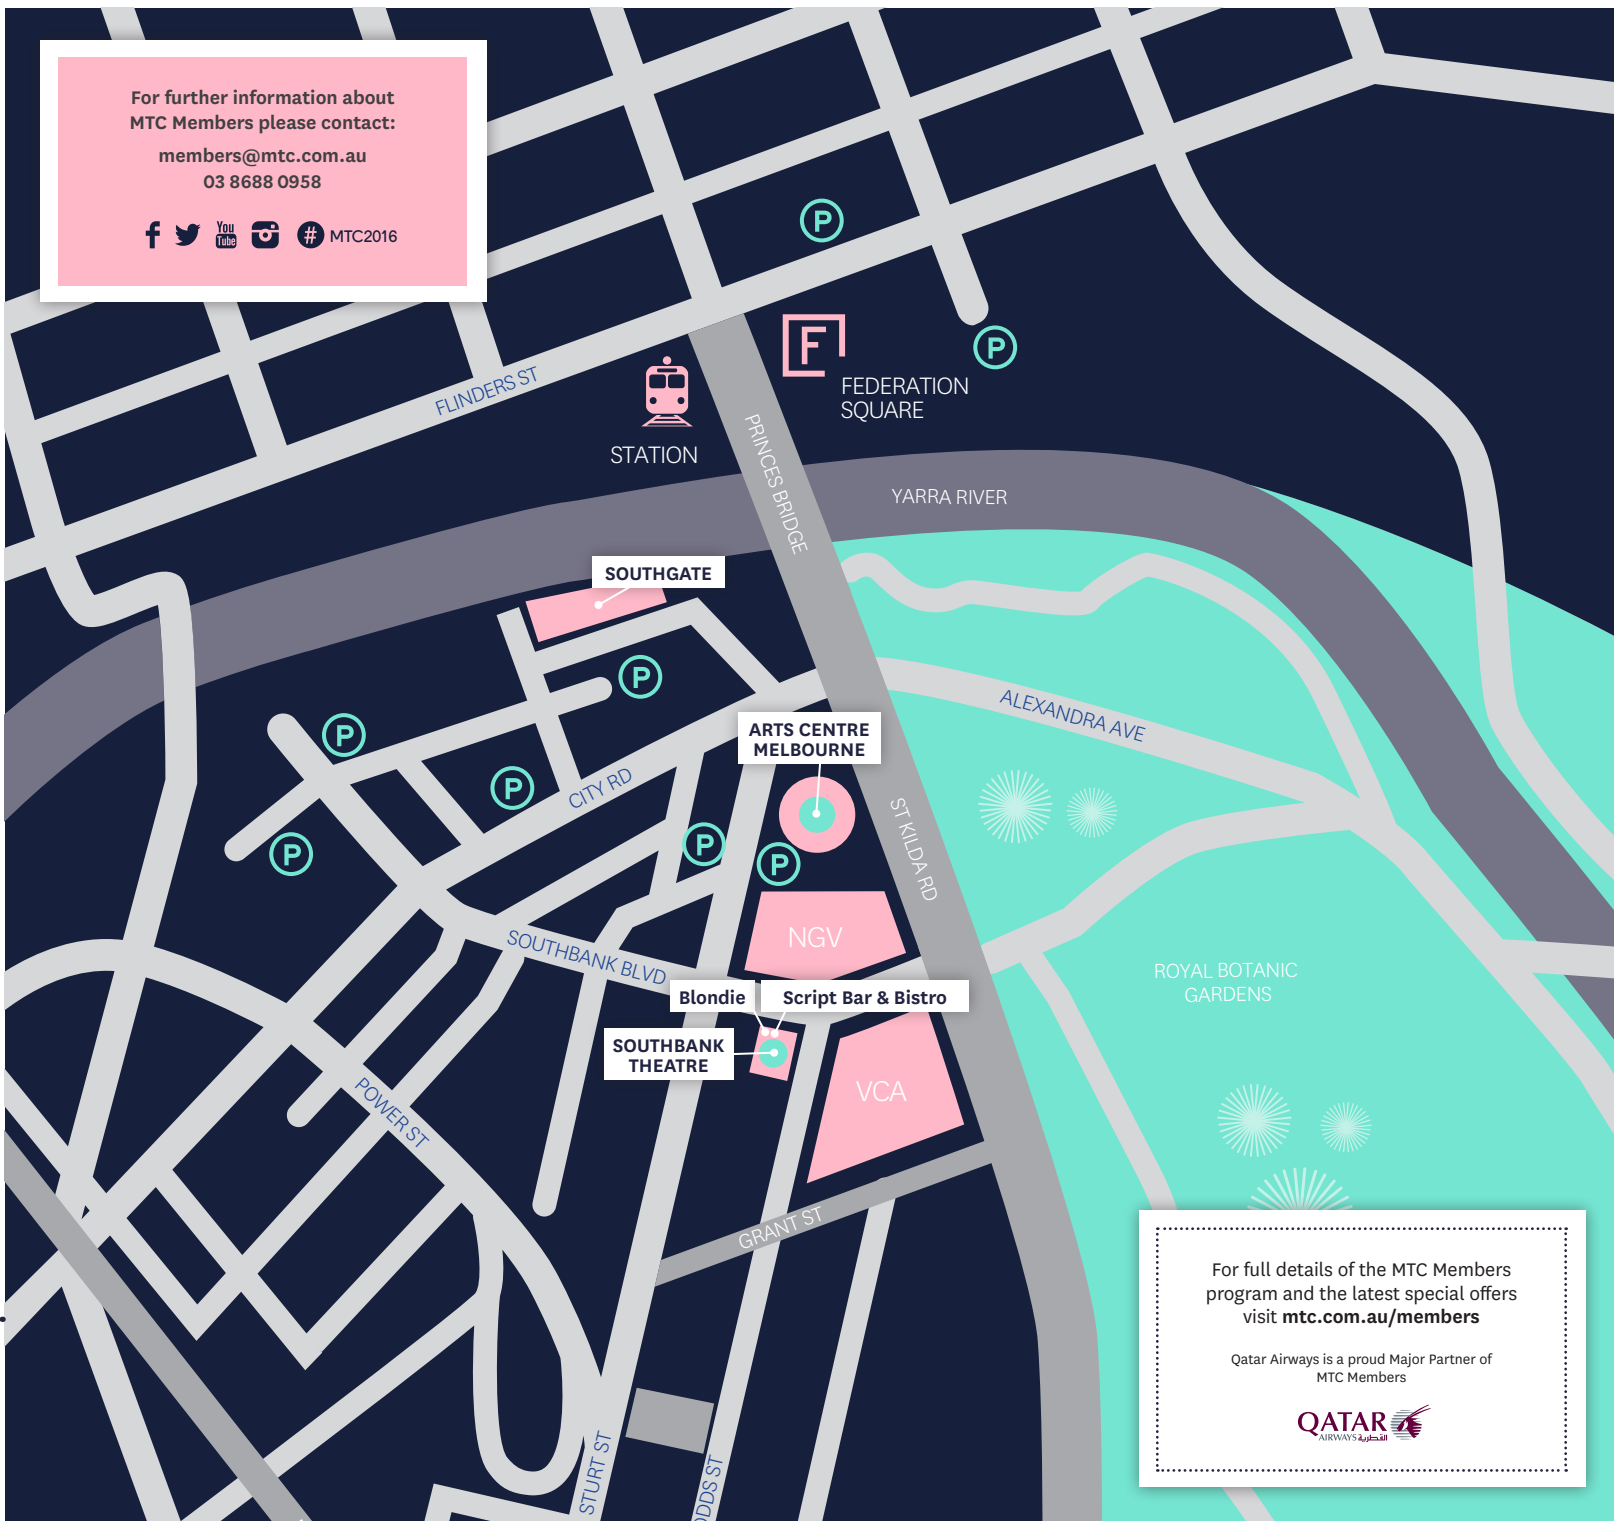 For further information about
MTC Members please contact:
members@mtc.com.au
03 8688 0958
f
You
Tube
# MTC2016
P
F
P
FEDERATION
SQUARE
FLINDERS ST
STATION
PRINCES BRIDGE
YARRA RIVER
SOUTHGATE
P
ALEXANDRA AVE
P
ARTS CENTRE
MELBOURNE
P
CITY RD
ST KILDA RD
P
P
P
NGV
SOUTHBANK BLVD
ROYAL BOTANIC
GARDENS
Blondie
Script Bar & Bistro
SOUTHBANK
THEATRE
VCA
POWER ST
GRANT ST
STURT ST
DDS ST
For full details of the MTC Members
program and the latest special offers
visit mtc.com.au/members
Qatar Airways is a proud Major Partner of
MTC Members
QATAR
AIRWAYS القطرية